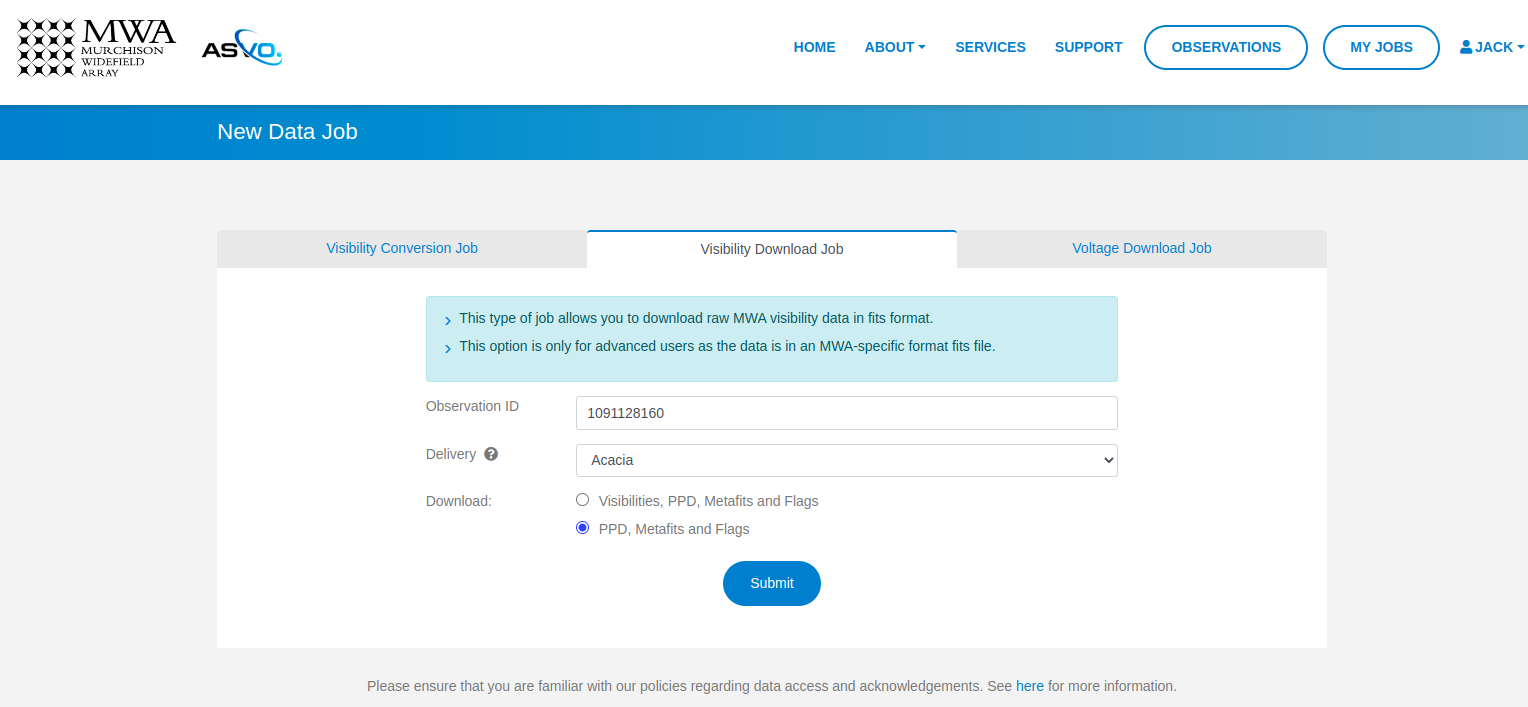 MWA
MURCHISON
WIDEFIELD
ARRAY
ASVO.
HOME ABOUT SERVICES SUPPORT OBSERVATIONS MY JOBS JACK
New Data Job
Visibility Conversion Job Visibility Download Job Voltage Download Job
This type of job allows you to download raw MWA visibility data in fits format.
This option is only for advanced users as the data is in an MWA-specific format fits file.
Observation ID 1091128160
Delivery ? Acacia
Download: Visibilities, PPD, Metafits and Flags
PPD, Metafits and Flags
Submit
Please ensure that you are familiar with our policies regarding data access and acknowledgements. See here for more information.